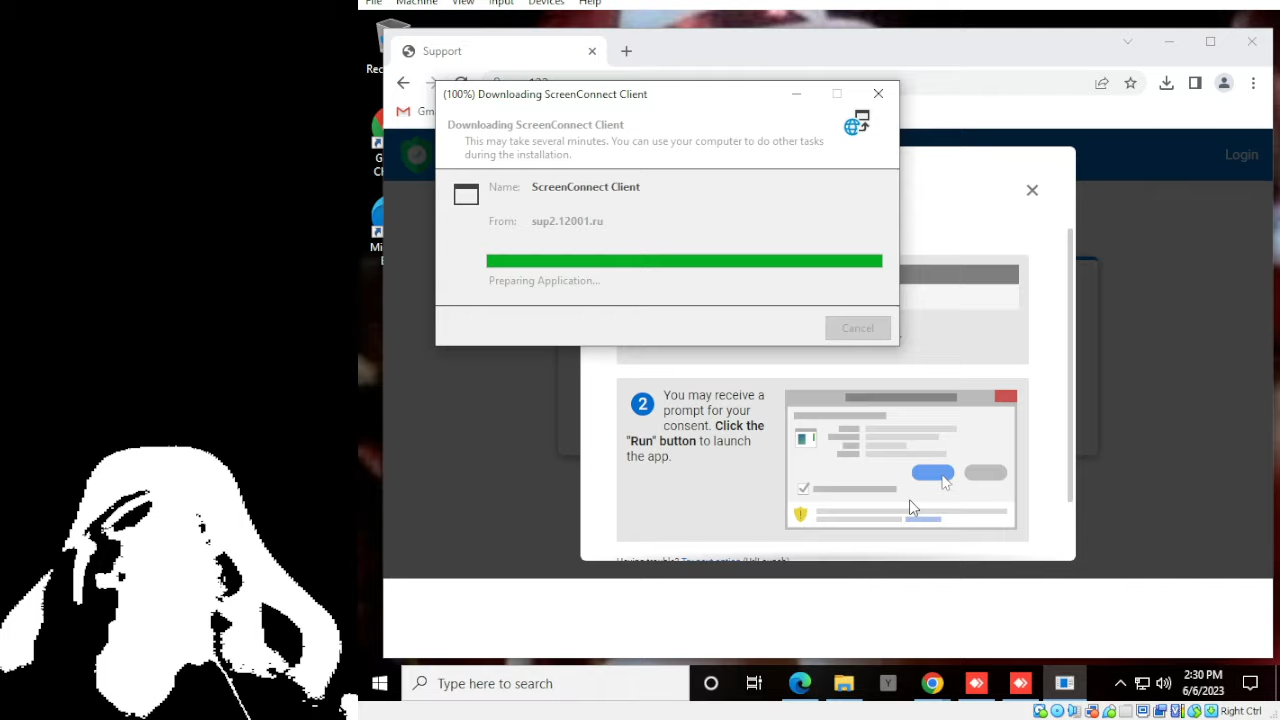 File Machine View Input Devices Help
Support
(100%) Downloading ScreenConnect Client
Downloading ScreenConnect Client
This may take several minutes. You can use your computer to do other tasks
during the installation.
Login
Name: ScreenConnect Client
From: sup2.12001.ru
Preparing Application...
Cancel
2 You may receive a
prompt for your
consent. Click the
"Run" button to launch
the app.
Type here to search
2:30 PM
6/6/2023
Right Ctrl